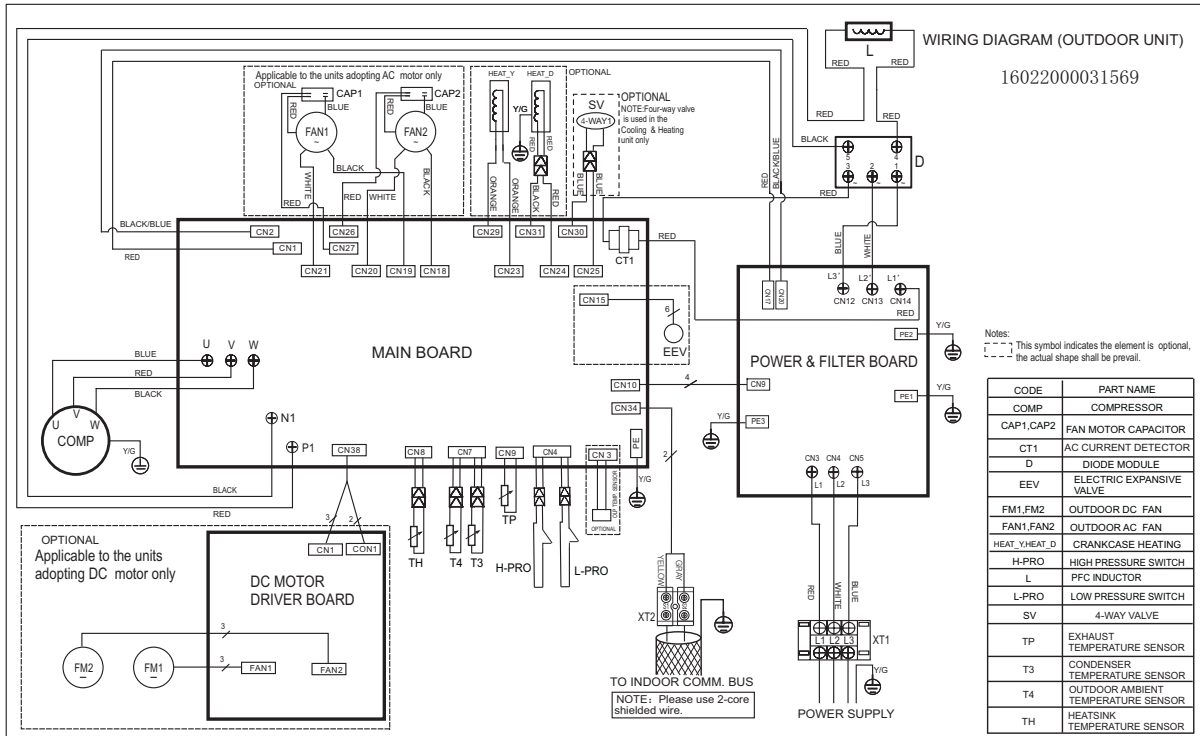 WIRING DIAGRAM (OUTDOOR UNIT)
16022000031569
L
RED
RED
RED
RED
BLACK
5
4
3
2
1
D
RED
Applicable to the units adopting AC motor only
OPTIONAL
CAP1
CAP2
RED
BLUE
RED
BLUE
FAN1
FAN2
BLACK
WHITE
RED
RED
WHITE
BLACK
HEAT_Y
HEAT_D
OPTIONAL
Y/G
RED
RED
ORANGE
ORANGE
BLACK
RED
SV
4-WAY1
OPTIONAL
NOTE:Four-way valve
is used in the
Cooling & Heating
unit only
BLUE
BLUE
RED
BLACK/BLUE
BLACK/BLUE
RED
CN2
CN1
CN26
CN27
CN21
CN20
CN19
CN18
CN29
CN31
CN30
CN23
CN24
CN25
CT1
RED
CN15
6
EEV
MAIN BOARD
U
V
W
BLUE
RED
BLACK
U
V
W
COMP
Y/G
N1
P1
BLACK
RED
CN38
CN8
CN7
CN9
CN4
CN 3
PE
CN10
CN34
4
2
Y/G
TH
T4
T3
TP
H-PRO
L-PRO
O/P TEMP. SENSOR
OPTIONAL
BLUE
WHITE
L3'
L2'
L1'
CN12
CN13
CN14
CN17
CN20
RED
PE2
Y/G
POWER & FILTER BOARD
CN9
PE1
Y/G
PE3
Y/G
CN3
CN4
CN5
L1
L2
L3
RED
WHITE
BLUE
XT1
L1
L2
L3
Y/G
POWER SUPPLY
YELLOW
GRAY
XT2
S1
S2
TO INDOOR COMM. BUS
NOTE: Please use 2-core
shielded wire.
OPTIONAL
Applicable to the units
adopting DC motor only
3
2
CN1
CON1
DC MOTOR
DRIVER BOARD
3
3
FM2
FM1
FAN1
FAN2
Notes:
This symbol indicates the element is optional,
the actual shape shall be prevail.
CODE PART NAME
COMP COMPRESSOR
CAP1,CAP2 FAN MOTOR CAPACITOR
CT1 AC CURRENT DETECTOR
D DIODE MODULE
EEV ELECTRIC EXPANSIVE
VALVE
FM1,FM2 OUTDOOR DC FAN
FAN1,FAN2 OUTDOOR AC FAN
HEAT_Y,HEAT_D CRANKCASE HEATING
H-PRO HIGH PRESSURE SWITCH
L PFC INDUCTOR
L-PRO LOW PRESSURE SWITCH
SV 4-WAY VALVE
TP EXHAUST
TEMPERATURE SENSOR
T3 CONDENSER
TEMPERATURE SENSOR
T4 OUTDOOR AMBIENT
TEMPERATURE SENSOR
TH HEATSINK
TEMPERATURE SENSOR